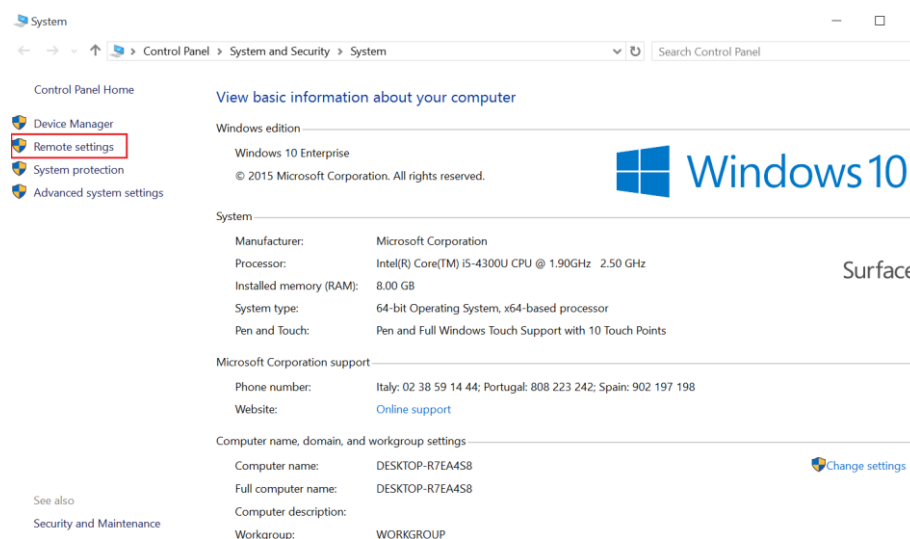 System
Control Panel > System and Security > System
Search Control Panel
Control Panel Home
Device Manager
Remote settings
System protection
Advanced system settings
View basic information about your computer
Windows edition
Windows 10 Enterprise
© 2015 Microsoft Corporation. All rights reserved.
Windows 10
System
Manufacturer: Microsoft Corporation
Processor: Intel(R) Core(TM) i5-4300U CPU @ 1.90GHz 2.50 GHz
Installed memory (RAM): 8.00 GB
System type: 64-bit Operating System, x64-based processor
Pen and Touch: Pen and Full Windows Touch Support with 10 Touch Points
Surface
Microsoft Corporation support
Phone number: Italy: 02 38 59 14 44; Portugal: 808 223 242; Spain: 902 197 198
Website: Online support
Computer name, domain, and workgroup settings
Computer name: DESKTOP-R7EA4S8
Change settings
Full computer name: DESKTOP-R7EA4S8
Computer description:
Workgroup: WORKGROUP
See also
Security and Maintenance